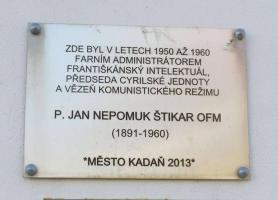 ZDE BYL V LETECH 1950 AŽ 1960
FARNÍM ADMINISTRÁTOREM
FRANTIŠKÁNSKÝ INTELEKTUÁL,
PŘEDSEDA CYRILSKÉ JEDNOTY
A VĚZEŇ KOMUNISTICKÉHO REŽIMU
P. JAN NEPOMUK ŠTIKAR OFM
(1891-1960)
*MĚSTO KADAŇ 2013*